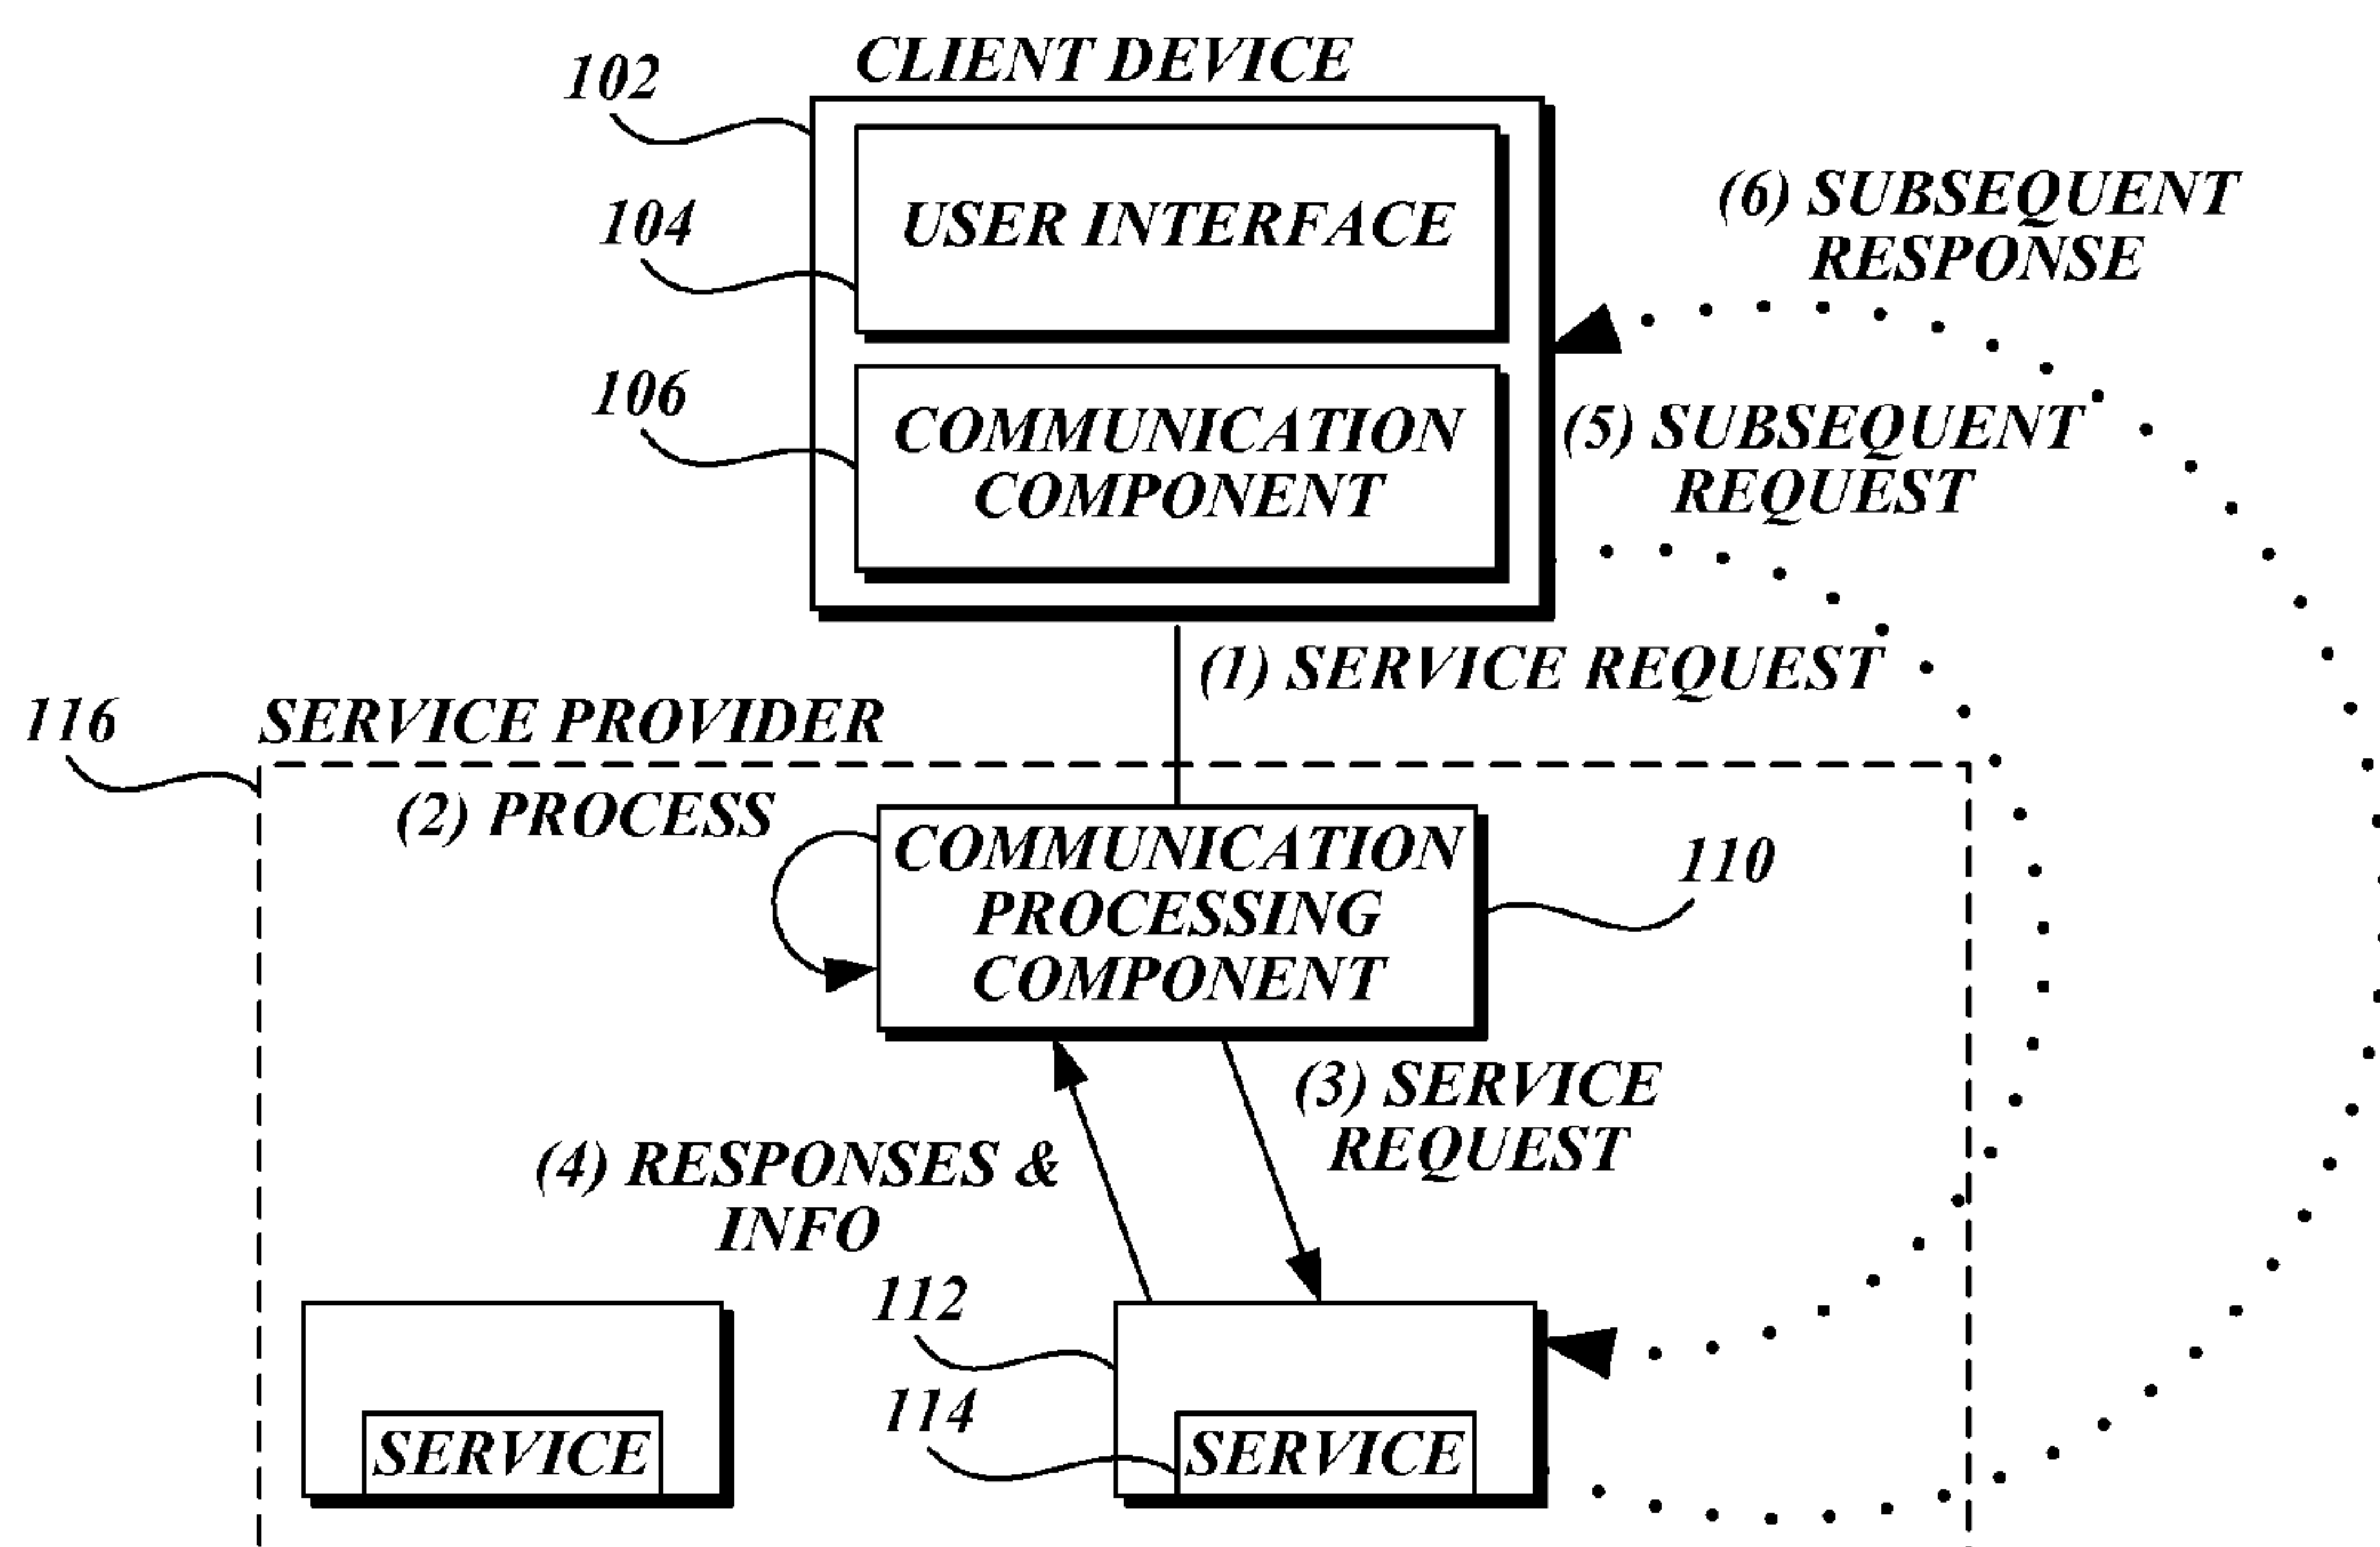 CLIENT DEVICE
102
104
USER INTERFACE
(6) SUBSEQUENT
RESPONSE
106
COMMUNICATION
COMPONENT
(5) SUBSEQUENT
REQUEST
(1) SERVICE REQUEST
116
SERVICE PROVIDER
(2) PROCESS
COMMUNICATION
PROCESSING
COMPONENT
110
(3) SERVICE
REQUEST
(4) RESPONSES &
INFO
112
114
SERVICE
SERVICE